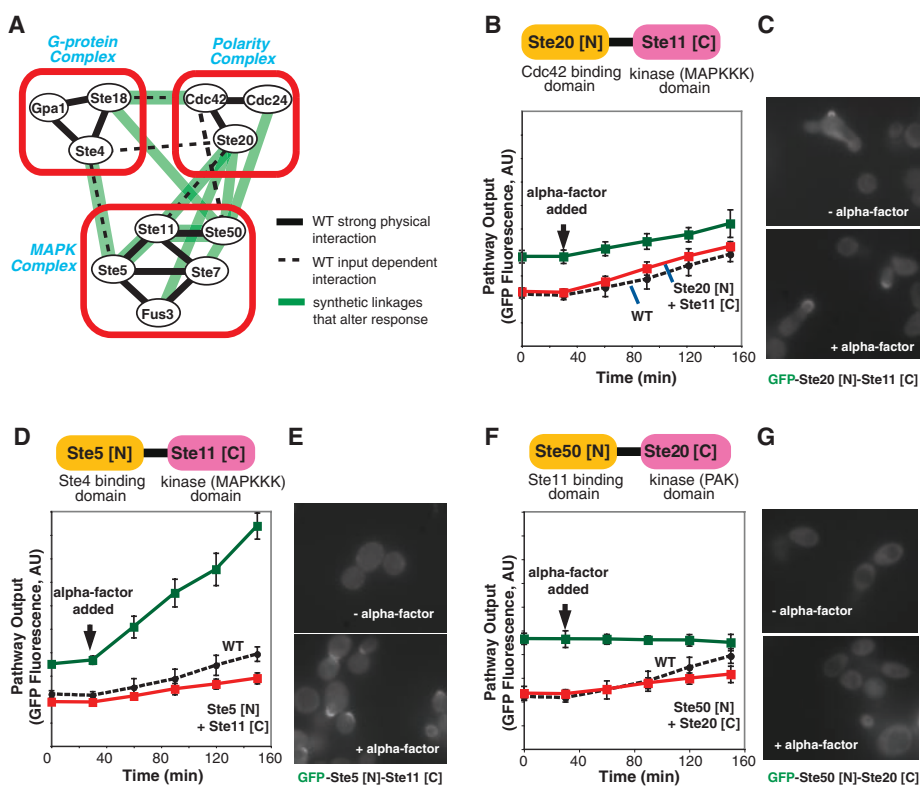 A
G-protein
Complex
Polarity
Complex
Gpa1
Ste18
Ste4
Cdc42
Cdc24
Ste20
MAPK
Complex
Ste11
Ste50
Ste5
Ste7
Fus3
WT strong physical
interaction
WT input dependent
interaction
synthetic linkages
that alter response
B
Ste20 [N]
Ste11 [C]
Cdc42 binding
domain
kinase (MAPKKK)
domain
Pathway Output
(GFP Fluorescence, AU)
alpha-factor
added
WT
Ste20 [N]
+ Ste11 [C]
0 40 80 120 160
Time (min)
C
- alpha-factor
+ alpha-factor
GFP-Ste20 [N]-Ste11 [C]
D
Ste5 [N]
Ste11 [C]
Ste4 binding
domain
kinase (MAPKKK)
domain
Pathway Output
(GFP Fluorescence, AU)
alpha-factor
added
WT
Ste5 [N]
+ Ste11 [C]
0 40 80 120 160
Time (min)
E
- alpha-factor
+ alpha-factor
GFP-Ste5 [N]-Ste11 [C]
F
Ste50 [N]
Ste20 [C]
Ste11 binding
domain
kinase (PAK)
domain
Pathway Output
(GFP Fluorescence, AU)
alpha-factor
added
WT
Ste50 [N]
+ Ste20 [C]
0 40 80 120 160
Time (min)
G
- alpha-factor
+ alpha-factor
GFP-Ste50 [N]-Ste20 [C]